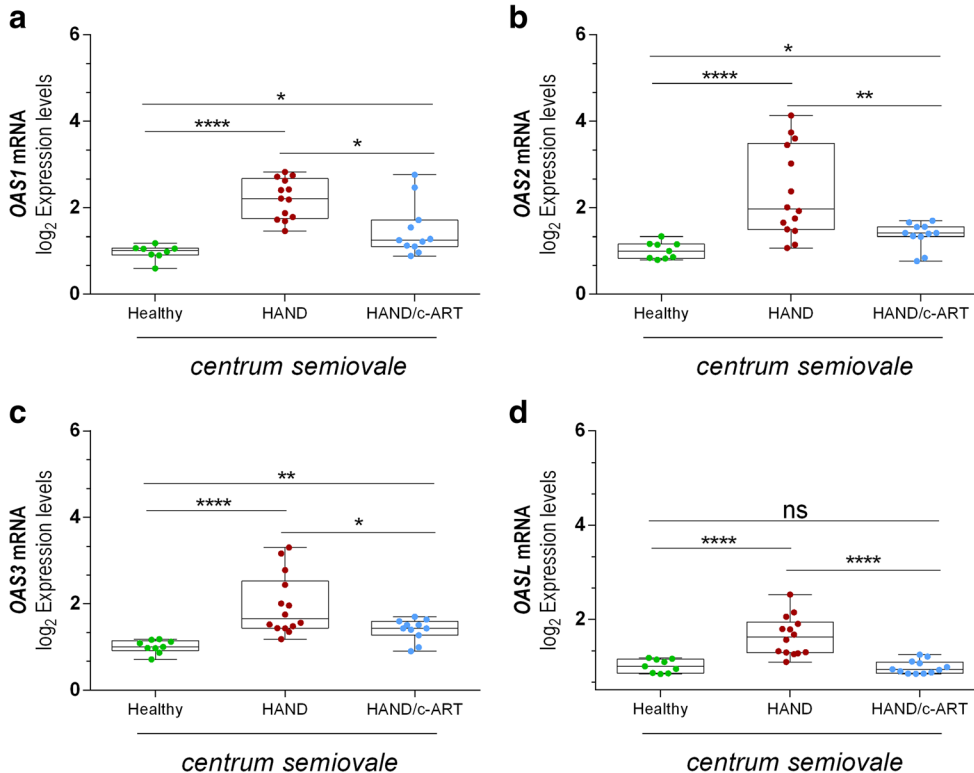 a
OAS1 mRNA
log2 Expression levels
6
4
2
0
*
****
*
Healthy
HAND
HAND/c-ART
centrum semiovale
b
OAS2 mRNA
log2 Expression levels
6
4
2
0
*
****
**
Healthy
HAND
HAND/c-ART
centrum semiovale
c
OAS3 mRNA
log2 Expression levels
6
4
2
0
**
****
*
Healthy
HAND
HAND/c-ART
centrum semiovale
d
OASL mRNA
log2 Expression levels
6
4
2
ns
****
****
Healthy
HAND
HAND/c-ART
centrum semiovale